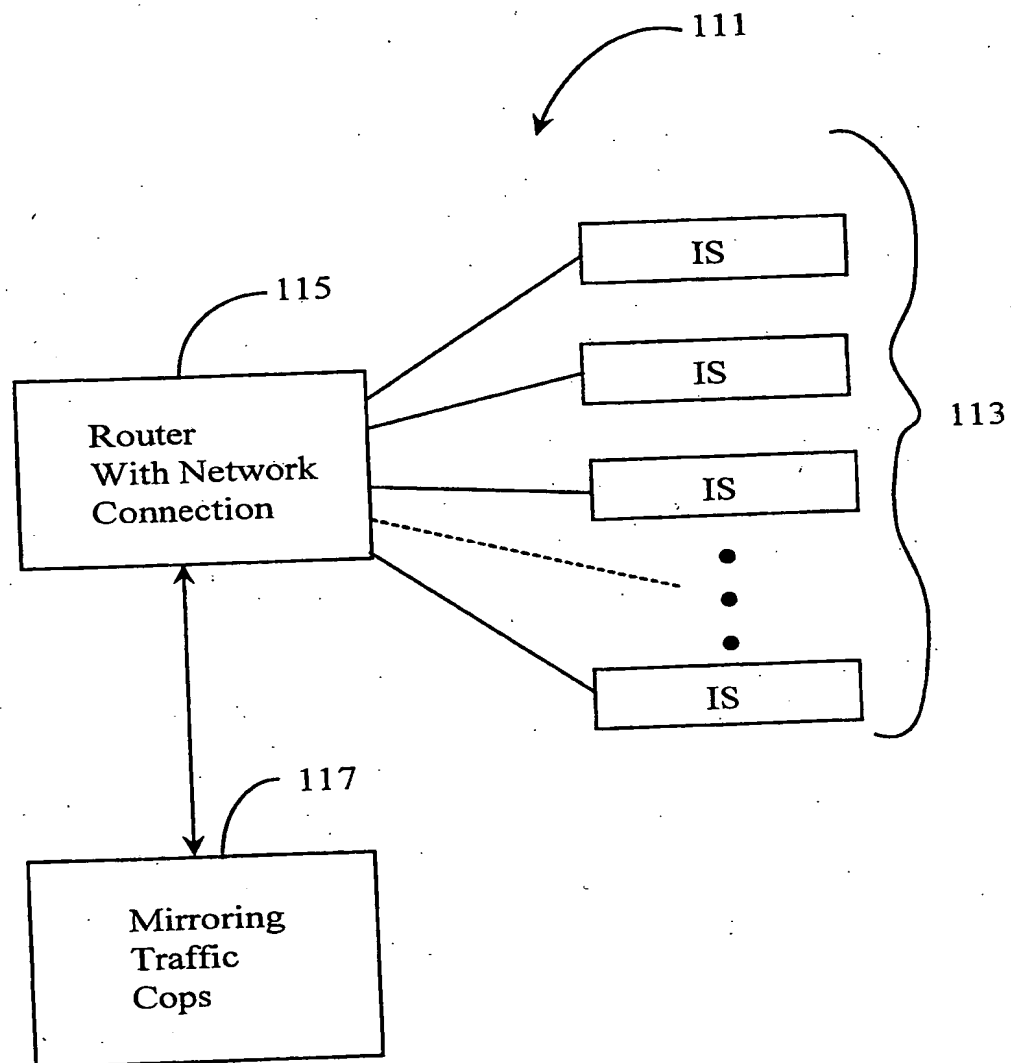 111
IS
115
IS
Router
With Network
Connection
113
IS
IS
117
Mirroring
Traffic
Cops